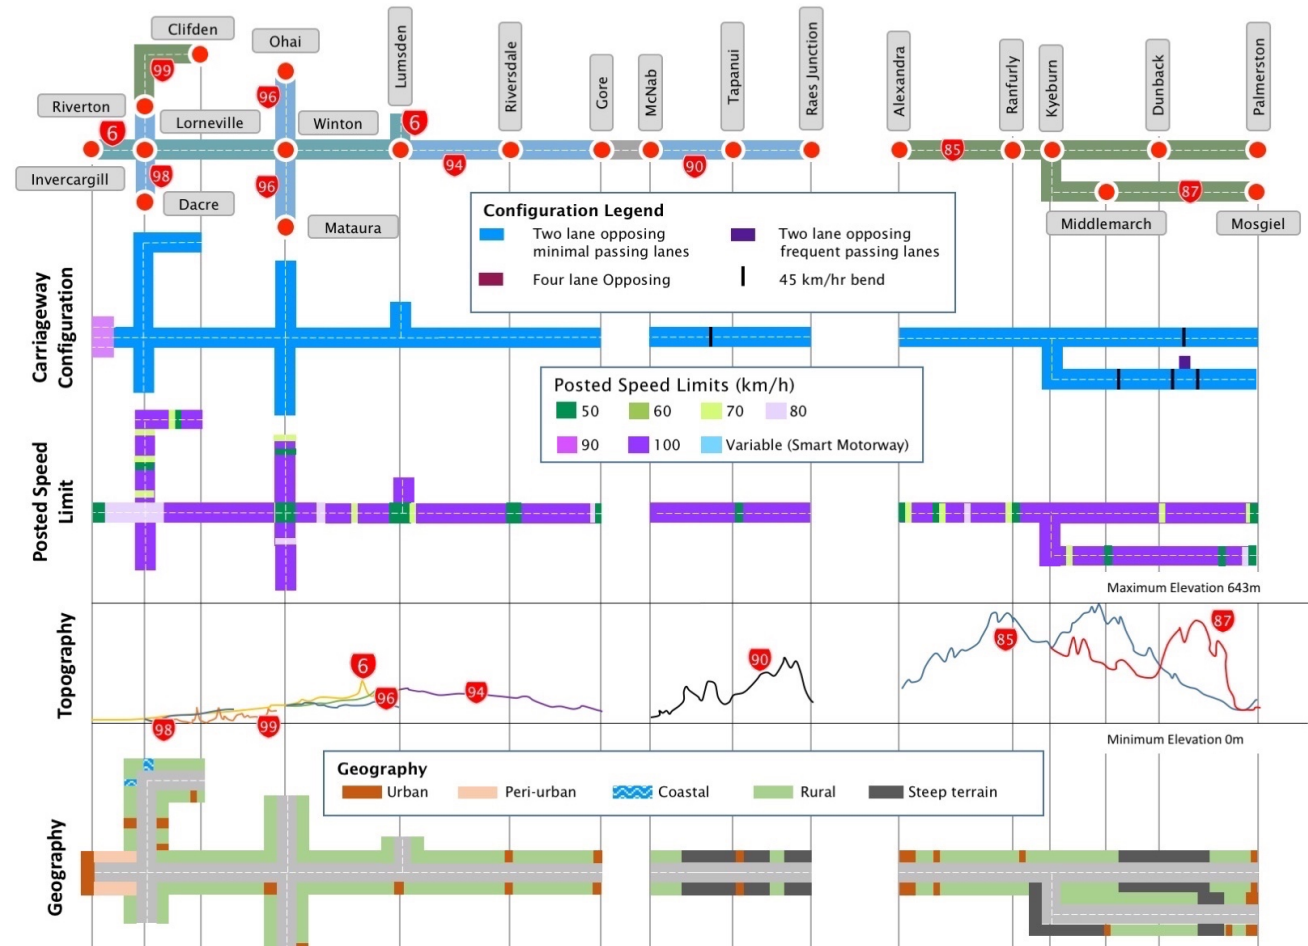 Clifden
Ohai
Lumsden
Riversdale
Gore
McNab
Tapanui
Raes Junction
Alexandra
Ranfurly
Kyeburn
Dunback
Palmerston
99
96
Riverton
6
Lorneville
Winton
6
94
90
85
Invercargill
98
96
87
Dacre
Mataura
Middlemarch
Mosgiel
Configuration Legend
Two lane opposing
minimal passing lanes
Two lane opposing
frequent passing lanes
Four lane Opposing
45 km/hr bend
Carriageway
Configuration
Posted Speed Limits (km/h)
50
60
70
80
90
100
Variable (Smart Motorway)
Posted Speed
Limit
Maximum Elevation 643m
Topography
6
96
94
98
99
90
85
87
Minimum Elevation 0m
Geography
Urban
Peri-urban
Coastal
Rural
Steep terrain
Geography